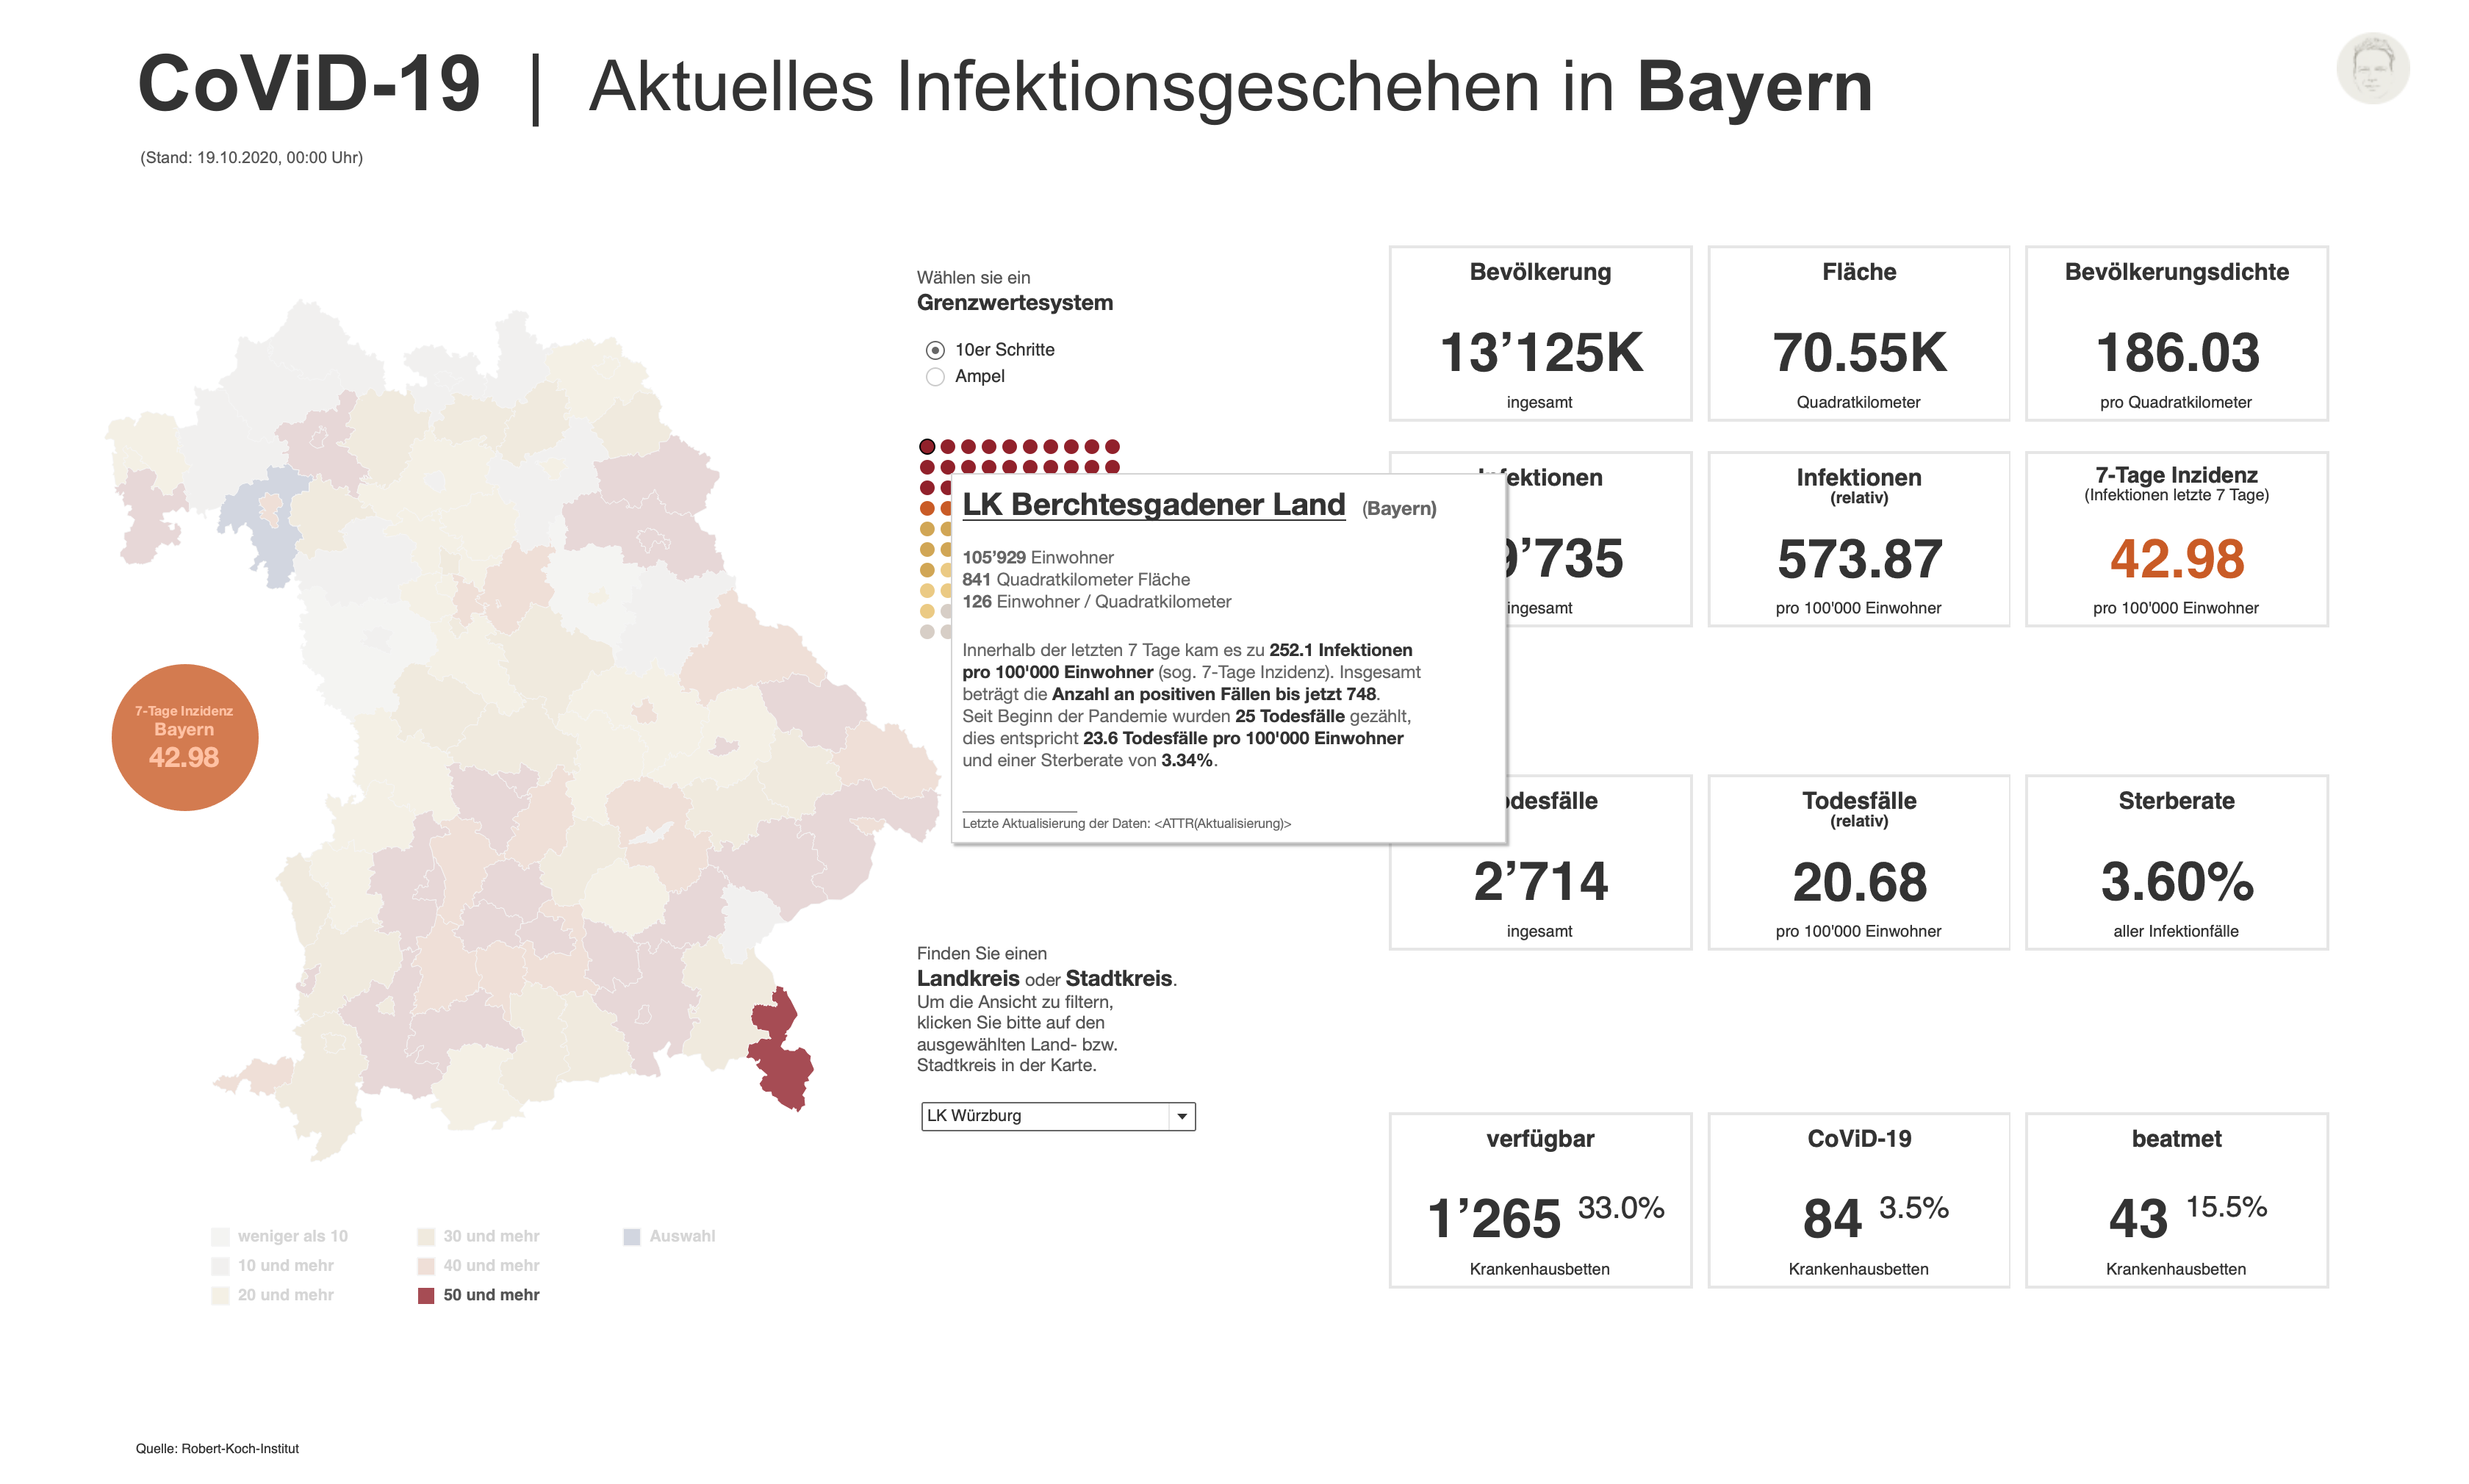 CoViD-19 | Aktuelles Infektionsgeschehen in Bayern
(Stand: 19.10.2020, 00:00 Uhr)
Wählen sie ein
Grenzwertesystem
10er Schritte
Ampel
7-Tage Inzidenz
Bayern
42.98
LK Berchtesgadener Land (Bayern)
105’929 Einwohner
841 Quadratkilometer Fläche
126 Einwohner / Quadratkilometer
Innerhalb der letzten 7 Tage kam es zu 252.1 Infektionen
pro 100'000 Einwohner (sog. 7-Tage Inzidenz). Insgesamt
beträgt die Anzahl an positiven Fällen bis jetzt 748.
Seit Beginn der Pandemie wurden 25 Todesfälle gezählt,
dies entspricht 23.6 Todesfälle pro 100'000 Einwohner
und einer Sterberate von 3.34%.
Letzte Aktualisierung der Daten: <ATTR(Aktualisierung)>
Finden Sie einen
Landkreis oder Stadtkreis.
Um die Ansicht zu filtern,
klicken Sie bitte auf den
ausgewählten Land- bzw.
Stadtkreis in der Karte.
LK Würzburg
weniger als 10
10 und mehr
20 und mehr
30 und mehr
40 und mehr
50 und mehr
Auswahl
Bevölkerung
13’125K
ingesamt
Fläche
70.55K
Quadratkilometer
Bevölkerungsdichte
186.03
pro Quadratkilometer
ingesamt
Infektionen
(relativ)
573.87
pro 100'000 Einwohner
7-Tage Inzidenz
(Infektionen letzte 7 Tage)
42.98
pro 100'000 Einwohner
2’714
ingesamt
Todesfälle
(relativ)
20.68
pro 100'000 Einwohner
Sterberate
3.60%
aller Infektionfälle
verfügbar
1’265 33.0%
Krankenhausbetten
CoViD-19
84 3.5%
Krankenhausbetten
beatmet
43 15.5%
Krankenhausbetten
Quelle: Robert-Koch-Institut